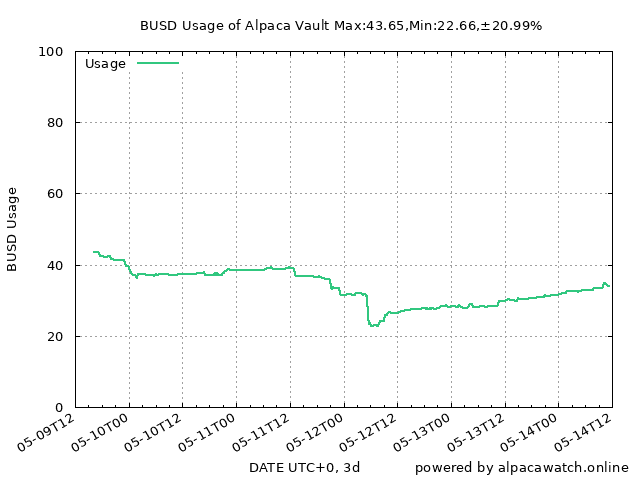 BUSD Usage of Alpaca Vault Max:43.65,Min:22.66,±20.99%
100
Usage
80
60
40
20
0
BUSD Usage
05-09T12
05-10T00
05-10T12
05-11T00
05-11T12
05-12T00
05-12T12
05-13T00
05-13T12
05-14T00
05-14T12
DATE UTC+0, 3d
powered by alpacawatch.online